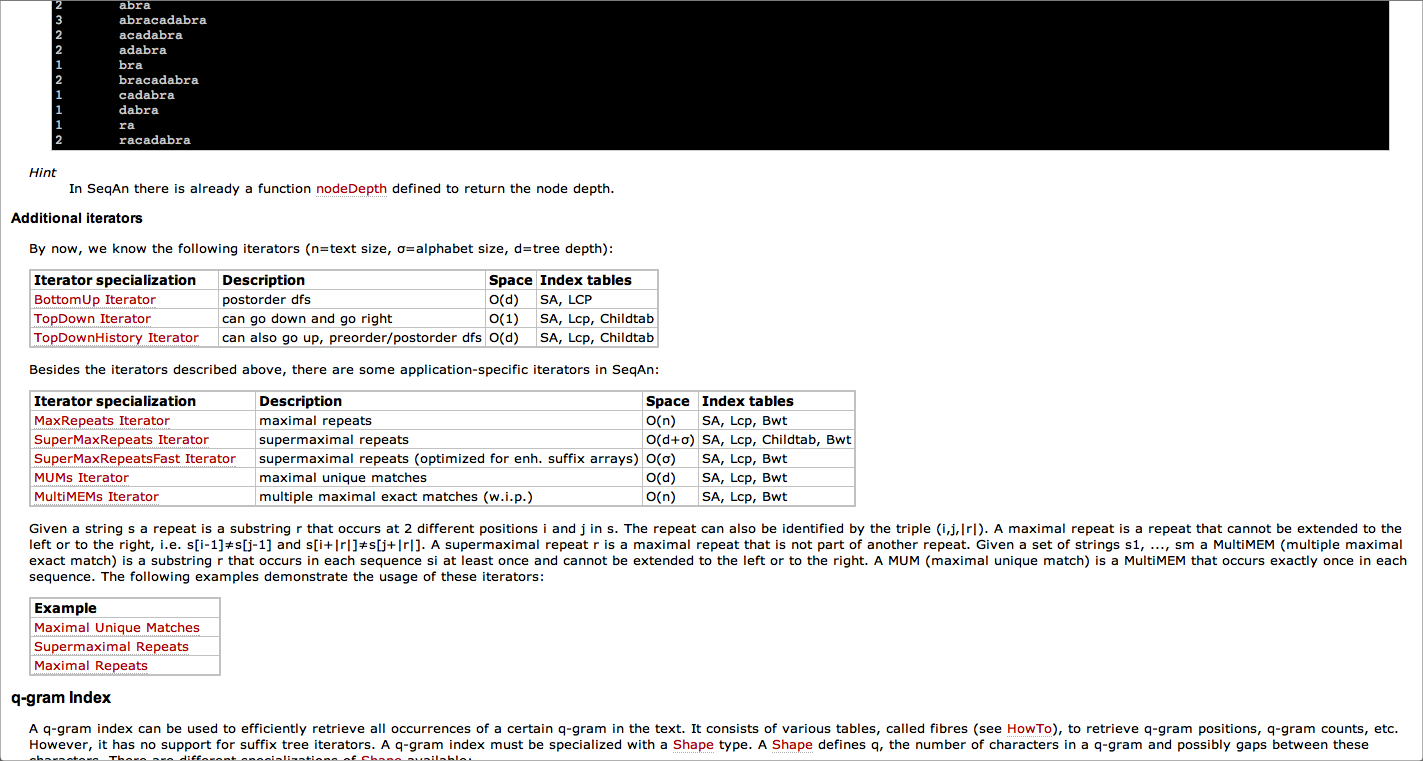 2 abra
3 abracadabra
2 acadabra
2 adabra
1 bra
2 bracadabra
1 cadabra
1 dabra
1 ra
2 racadabra
Hint
In SeqAn there is already a function nodeDepth defined to return the node depth.
Additional iterators
By now, we know the following iterators (n=text size, σ=alphabet size, d=tree depth):
Iterator specialization Description Space Index tables
BottomUp Iterator postorder dfs O(d) SA, LCP
TopDown Iterator can go down and go right O(1) SA, Lcp, Childtab
TopDownHistory Iterator can also go up, preorder/postorder dfs O(d) SA, Lcp, Childtab
Besides the iterators described above, there are some application-specific iterators in SeqAn:
Iterator specialization Description Space Index tables
MaxRepeats Iterator maximal repeats O(n) SA, Lcp, Bwt
SuperMaxRepeats Iterator supermaximal repeats O(d+σ) SA, Lcp, Childtab, Bwt
SuperMaxRepeatsFast Iterator supermaximal repeats (optimized for enh. suffix arrays) O(σ) SA, Lcp, Bwt
MUMs Iterator maximal unique matches O(d) SA, Lcp, Bwt
MultiMEMs Iterator multiple maximal exact matches (w.i.p.) O(n) SA, Lcp, Bwt
Given a string s a repeat is a substring r that occurs at 2 different positions i and j in s. The repeat can also be identified by the triple (i,j,|r|). A maximal repeat is a repeat that cannot be extended to the
left or to the right, i.e. s[i-1]≠s[j-1] and s[i+|r|]≠s[j+|r|]. A supermaximal repeat r is a maximal repeat that is not part of another repeat. Given a set of strings s1, ..., sm a MultiMEM (multiple maximal
exact match) is a substring r that occurs in each sequence si at least once and cannot be extended to the left or to the right. A MUM (maximal unique match) is a MultiMEM that occurs exactly once in each
sequence. The following examples demonstrate the usage of these iterators:
Example
Maximal Unique Matches
Supermaximal Repeats
Maximal Repeats
q-gram Index
A q-gram index can be used to efficiently retrieve all occurrences of a certain q-gram in the text. It consists of various tables, called fibres (see HowTo), to retrieve q-gram positions, q-gram counts, etc.
However, it has no support for suffix tree iterators. A q-gram index must be specialized with a Shape type. A Shape defines q, the number of characters in a q-gram and possibly gaps between these
characters. There are different specializations of Shape available: